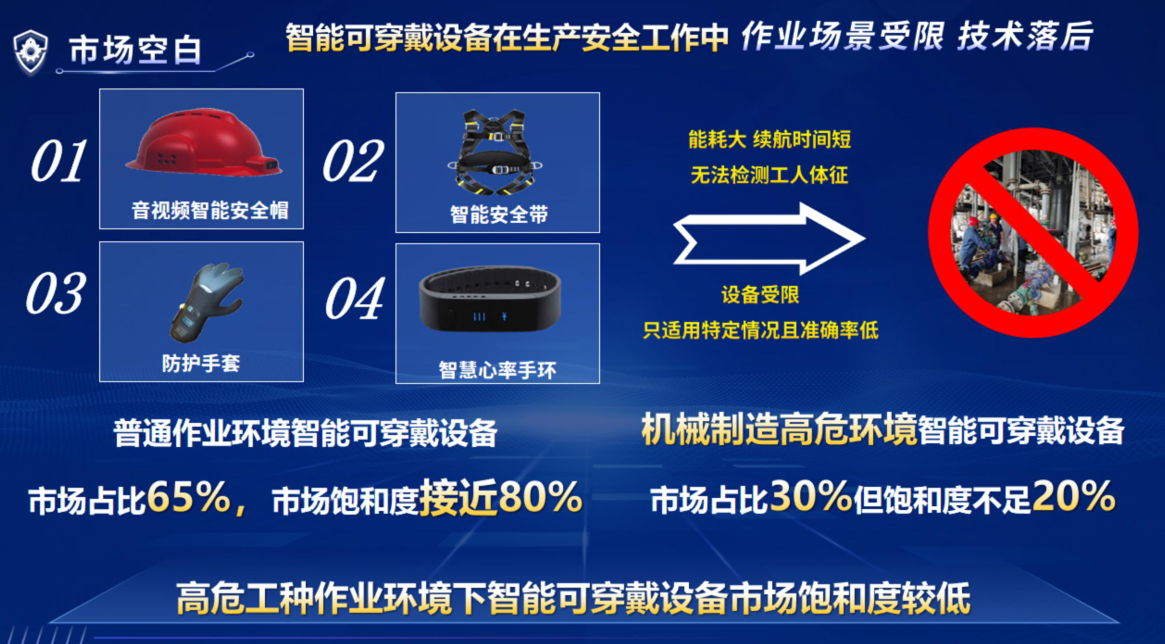 市场空白
智能可穿戴设备在生产安全工作中 作业场景受限 技术落后
01
音视频智能安全帽
02
智能安全带
03
防护手套
04
智慧心率手环
能耗大 续航时间短
无法检测工人体征
设备受限
只适用特定情况且准确率低
普通作业环境智能可穿戴设备
市场占比65%，市场饱和度接近80%
机械制造高危环境智能可穿戴设备
市场占比30%但饱和度不足20%
高危工种作业环境下智能可穿戴设备市场饱和度较低